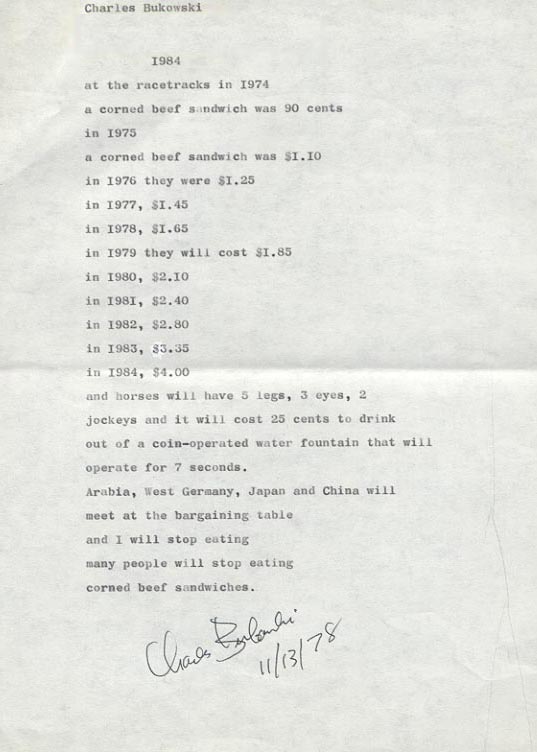 Charles Bukowski
I984
at the racetracks in I974
a corned beef sandwich was 90 cents
in I975
a corned beef sandwich was $I.I0
in I976 they were $I.25
in I977, $I.45
in I978, $I.65
in I979 they will cost $I.85
in I980, $2.I0
in I98I, $2.40
in I982, $2.80
in I983, $3.35
in I984, $4.00
and horses will have 5 legs, 3 eyes, 2
jockeys and it will cost 25 cents to drink
out of a coin-operated water fountain that will
operate for 7 seconds.
Arabia, West Germany, Japan and China will
meet at the bargaining table
and I will stop eating
many people will stop eating
corned beef sandwiches.
Charles Bukowski
11/13/78